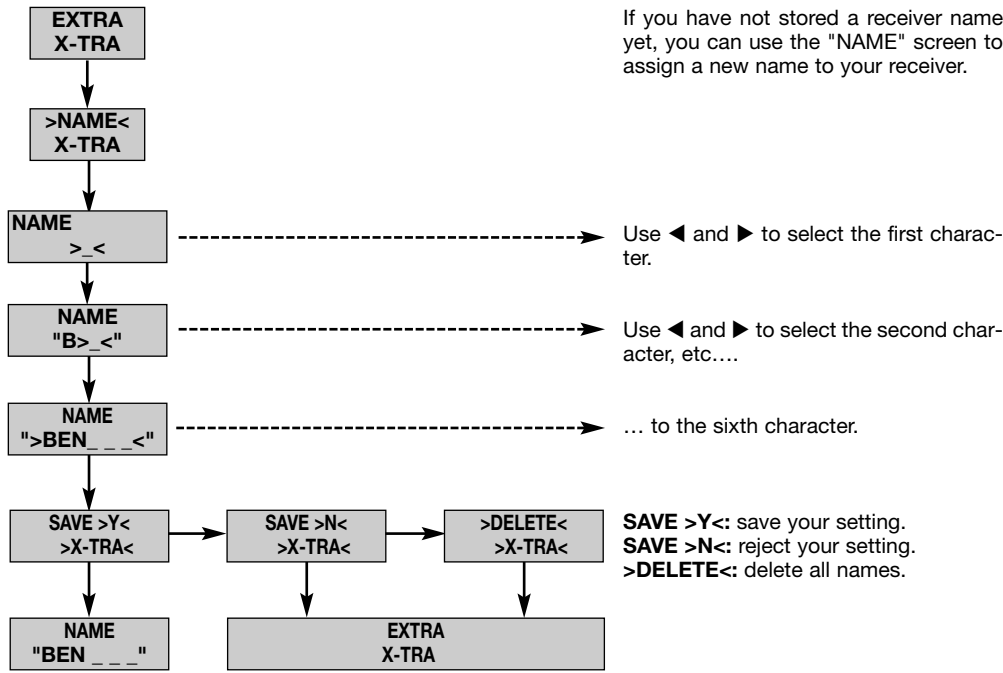 EXTRA
X-TRA
If you have not stored a receiver name
yet, you can use the "NAME" screen to
assign a new name to your receiver.
>NAME<
X-TRA
NAME
>_<
Use ◀ and ▶ to select the first charac-
ter.
NAME
"B>_<"
Use ◀ and ▶ to select the second char-
acter, etc….
NAME
">BEN_ _ _<"
… to the sixth character.
SAVE >Y<
>X-TRA<
SAVE >N<
>X-TRA<
>DELETE<
>X-TRA<
SAVE >Y<: save your setting.
SAVE >N<: reject your setting.
>DELETE<: delete all names.
NAME
"BEN _ _ _"
EXTRA
X-TRA